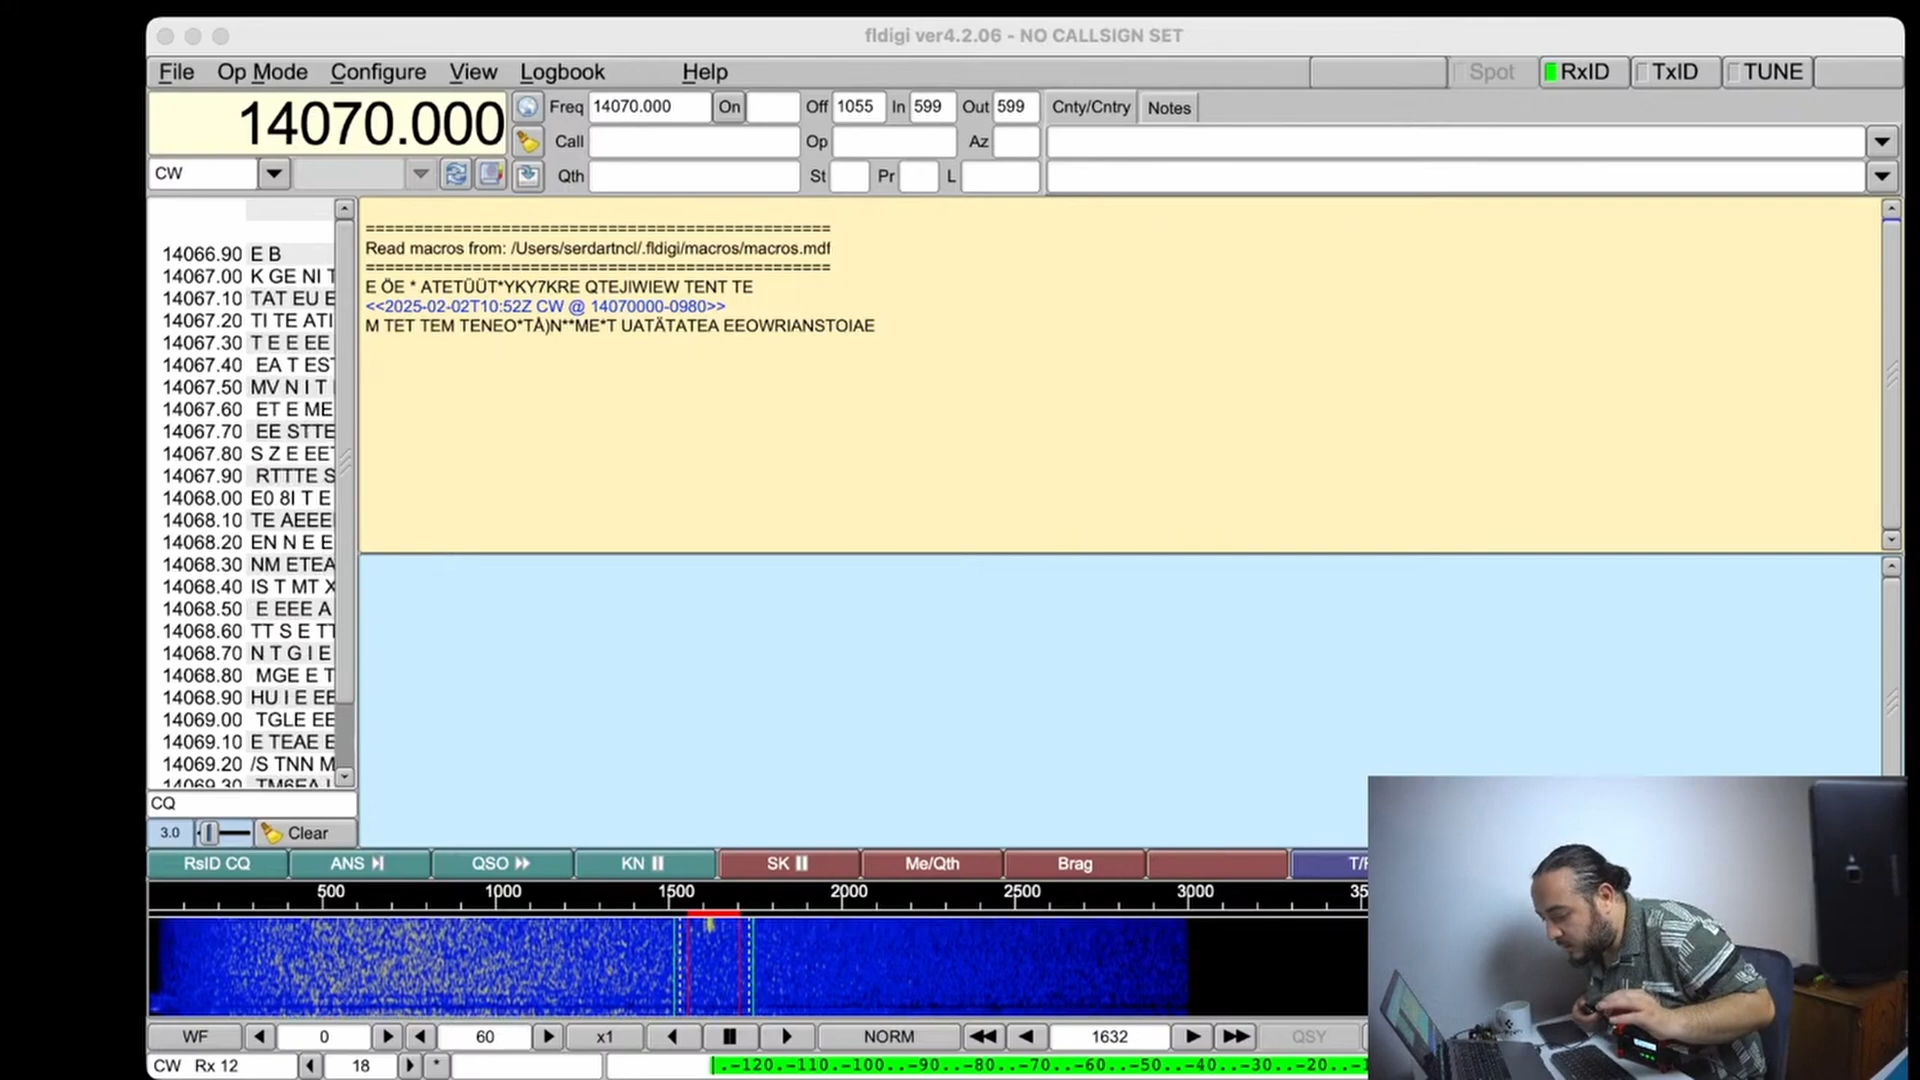 fldigi ver4.2.06 - NO CALLSIGN SET
File Op Mode Configure View Logbook Help Spot RxID TxID TUNE
14070.000 Freq 14070.000 On Off 1055 In 599 Out 599 Cnty/Cntry Notes
Call Op Az
CW Qth St Pr L
==================================================
Read macros from: /Users/serdartncl/.fldigi/macros/macros.mdf
==================================================
E ÖE * ATETÜÜT*YKY7KRE QTEJIWIEW TENT TE
<<2025-02-02T10:52Z CW @ 14070000-0980>>
M TET TEM TENEO*TÅ)N**ME*T UATÄTATEA EEOWRIANSTOIAE
14066.90 E B
14067.00 K GE NI T
14067.10 TAT EU E
14067.20 TI TE ATI
14067.30 T E E EE
14067.40 EA T EST
14067.50 MV N I T
14067.60 ET E ME
14067.70 EE STTE
14067.80 S Z E EET
14067.90 RTTTE S
14068.00 E0 8I T E
14068.10 TE AEEE
14068.20 EN N E E
14068.30 NM ETEA
14068.40 IS T MT X
14068.50 E EEE A
14068.60 TT S E TT
14068.70 N T G I E
14068.80 MGE E T
14068.90 HU I E EE
14069.00 TGLE EE
14069.10 E TEAE E
14069.20 /S TNN M
14069.30 TM6EA
CQ
3.0 Clear
RsID CQ ANS QSO KN SK Me/Qth Brag
500 1000 1500 2000 2500 3000
WF 0 60 x1 NORM 1632 QSY
CW Rx 12 18 * .-120.-110.-100..-90...-80...-70...-60...-50...-40...-30...-20..